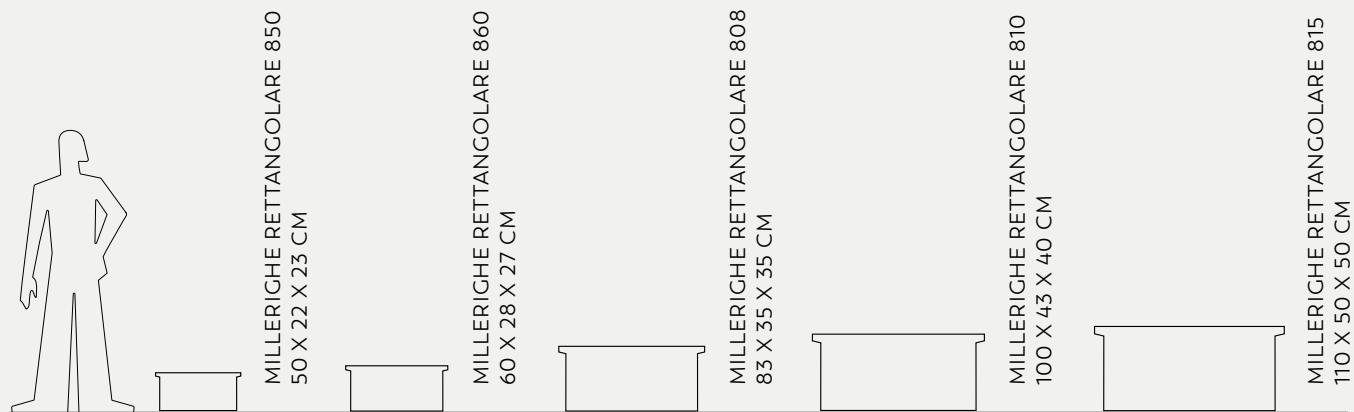 MILLERIGHE RETTANGOLARE 850
50 X 22 X 23 CM
MILLERIGHE RETTANGOLARE 860
60 X 28 X 27 CM
MILLERIGHE RETTANGOLARE 808
83 X 35 X 35 CM
MILLERIGHE RETTANGOLARE 810
100 X 43 X 40 CM
MILLERIGHE RETTANGOLARE 815
110 X 50 X 50 CM